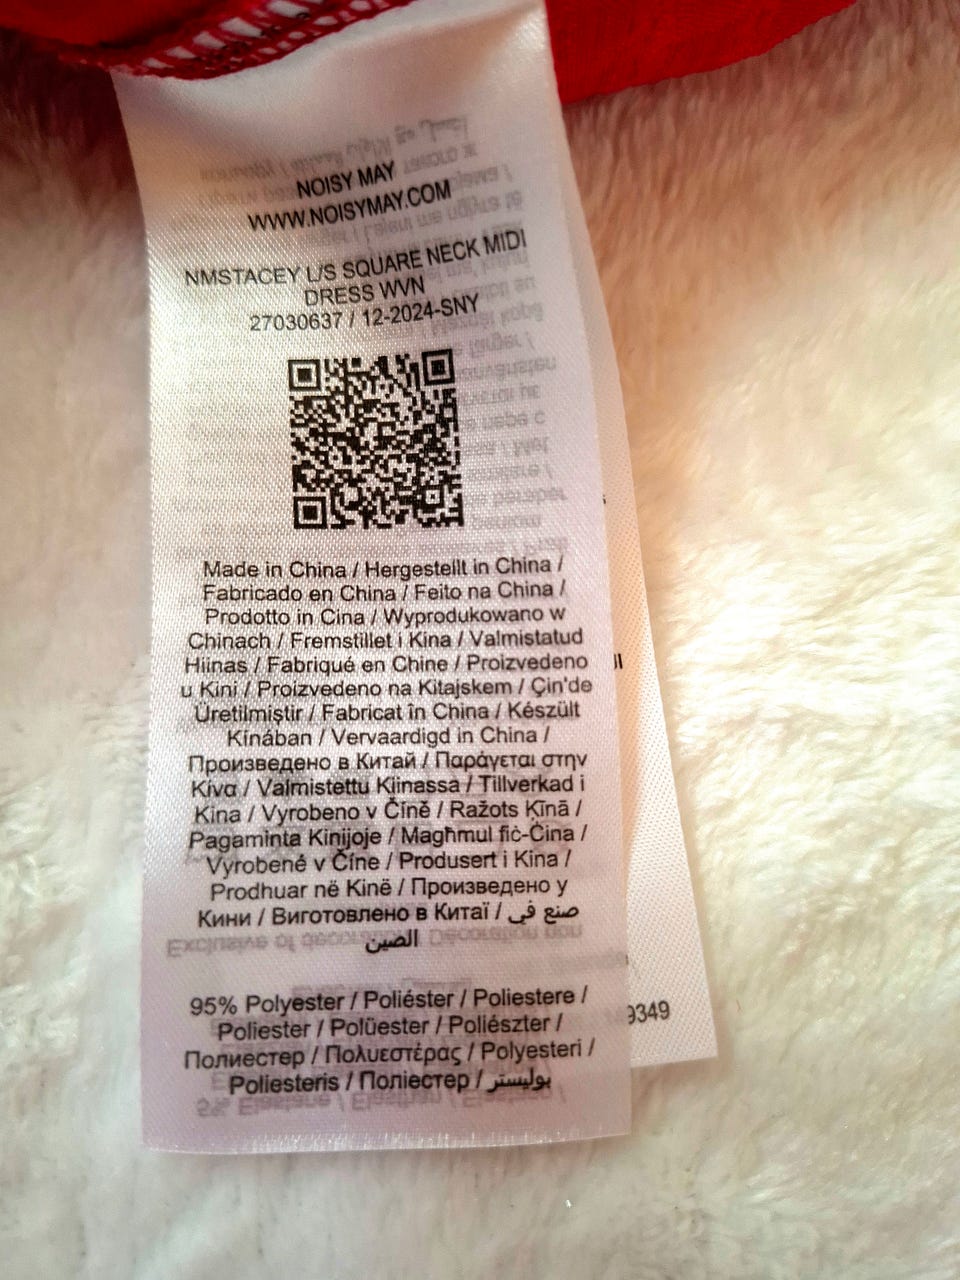 NOISY MAY
WWW.NOISYMAY.COM
NMSTACEY L/S SQUARE NECK MIDI
DRESS WVN
27030637 / 12-2024-SNY
Made in China / Hergestellt in China /
Fabricado en China / Feito na China /
Prodotto in Cina / Wyprodukowano w
Chinach / Fremstillet i Kina / Valmistatud
Hiinas / Fabriqué en Chine / Proizvedeno
u Kini / Proizvedeno na Kitajskem / Çin'de
Üretilmiştir / Fabricat în China / Készült
Kínában / Vervaardigd in China /
Произведено в Китай / Παράγεται στην
Κίνα / Valmistettu Kiinassa / Tillverkad i
Kina / Vyrobeno v Číně / Ražots Ķīnā /
Pagaminta Kinijoje / Magħmul fiċ-Ċina /
Vyrobené v Číne / Produsert i Kina /
Prodhuar në Kinë / Произведено у
Кини / Виготовлено в Китаї / صنع في
الصين
95% Polyester / Poliéster / Poliestere /
Poliester / Polüester / Poliészter /
Полиестер / Πολυεστέρας / Polyesteri /
Poliesteris / Поліестер / بوليستر
9349